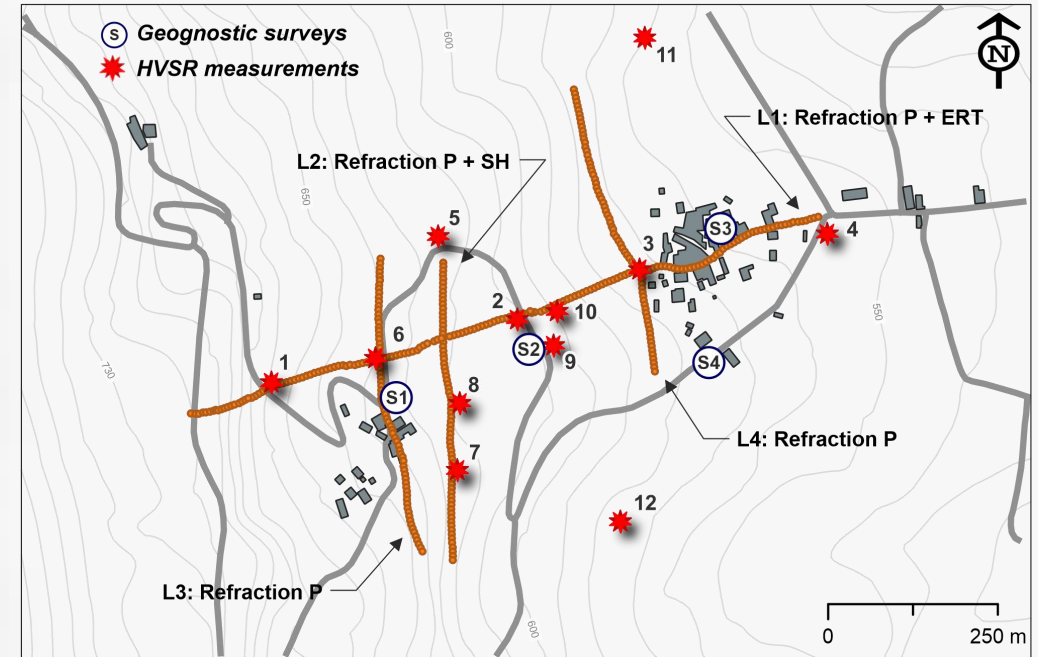 S Geognostic surveys
HVSR measurements
600
11
N
L1: Refraction P + ERT
L2: Refraction P + SH
650
5
S3
4
3
2
10
550
6
S2
9
S4
1
730
8
S1
L4: Refraction P
7
12
L3: Refraction P
600
0
250 m